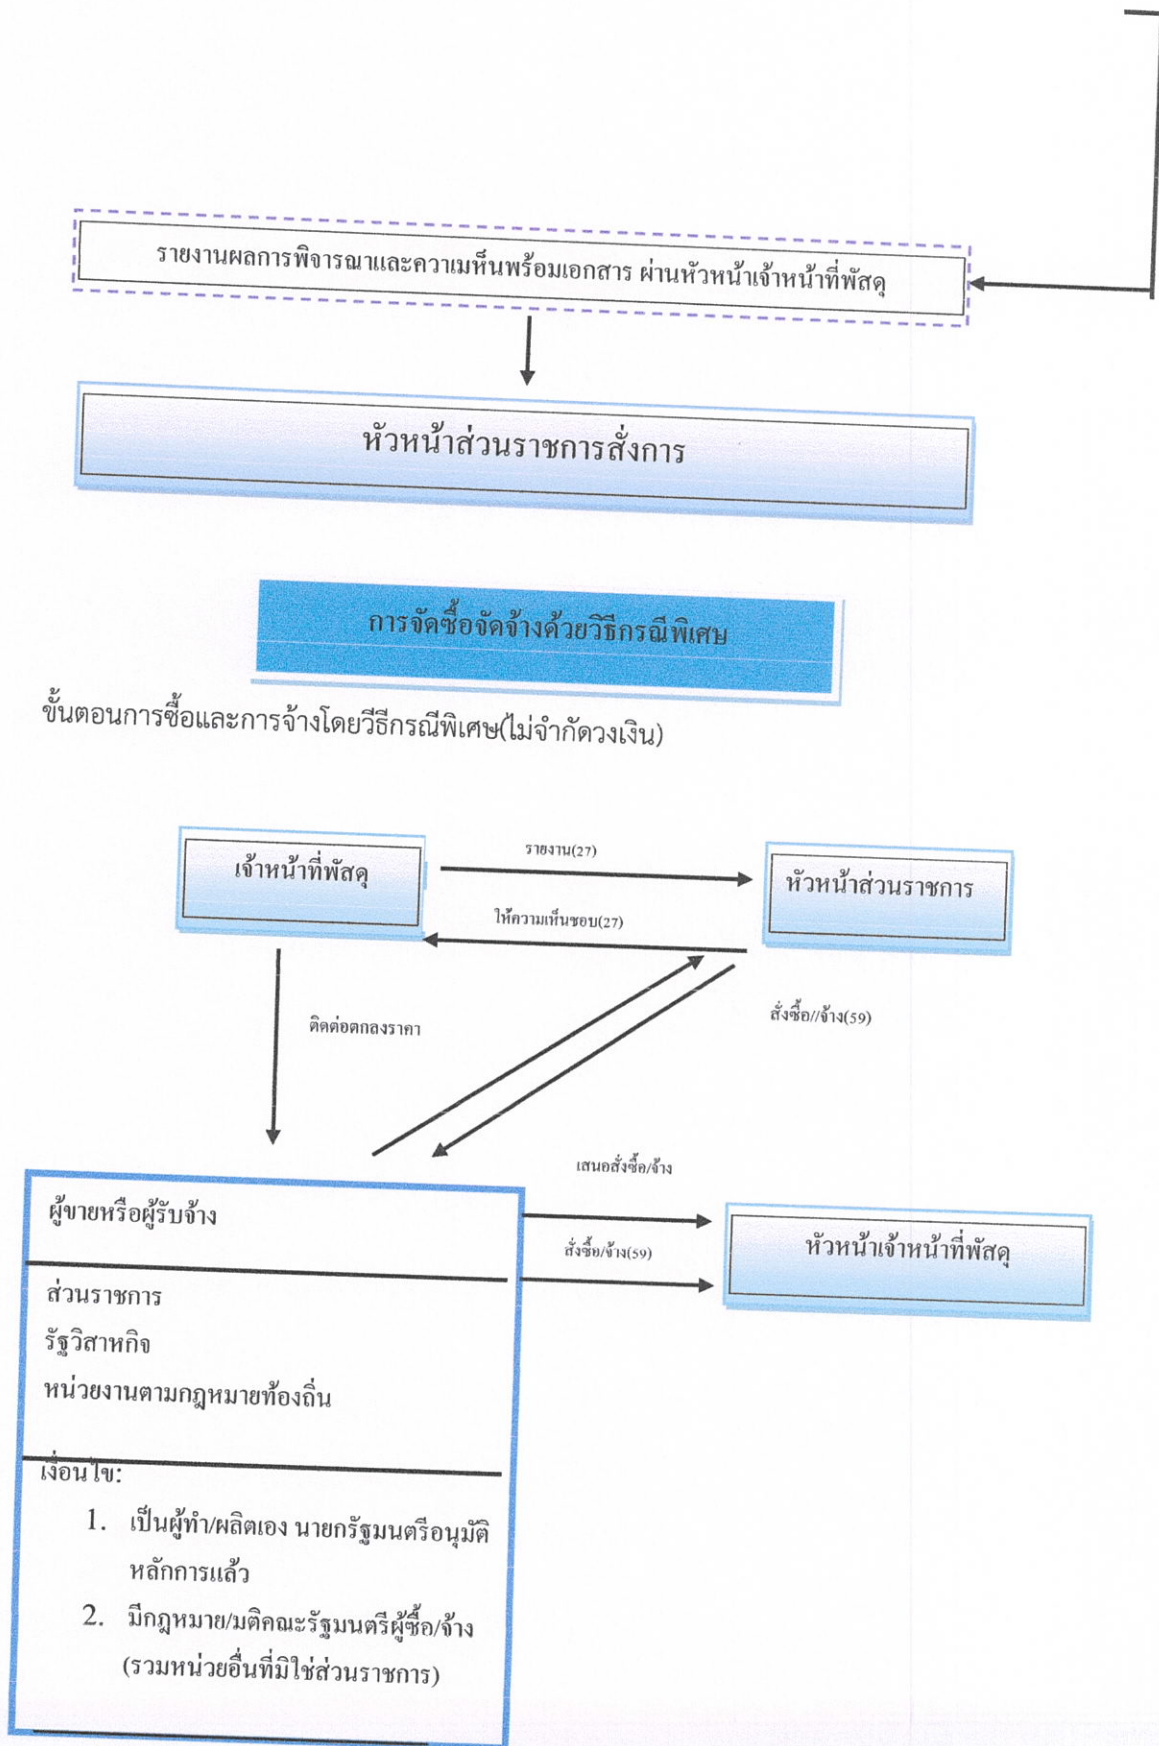 รายงานผลการพิจารณาและความเห็นพร้อมเอกสาร ผ่านหัวหน้าเจ้าหน้าที่พัสดุ
หัวหน้าส่วนราชการสั่งการ
การจัดซื้อจัดจ้างด้วยวิธีกรณีพิเศษ
ขั้นตอนการซื้อและการจ้างโดยวีธีกรณีพิเศษ(ไม่จำกัดวงเงิน)
เจ้าหน้าที่พัสดุ
รายงาน(27)
หัวหน้าส่วนราชการ
ให้ความเห็นชอบ(27)
ติดต่อตกลงราคา
สั่งซื้อ//จ้าง(59)
เสนอสั่งซื้อ/จ้าง
ผู้ขายหรือผู้รับจ้าง
สั่งซื้อ/จ้าง(59)
หัวหน้าเจ้าหน้าที่พัสดุ
ส่วนราชการ
รัฐวิสาหกิจ
หน่วยงานตามกฎหมายท้องถิ่น
เงื่อนไข:
1. เป็นผู้ทำ/ผลิตเอง นายกรัฐมนตรีอนุมัติ
หลักการแล้ว
2. มีกฎหมาย/มติคณะรัฐมนตรีผู้ซื้อ/จ้าง
(รวมหน่วยอื่นที่มิใช่ส่วนราชการ)